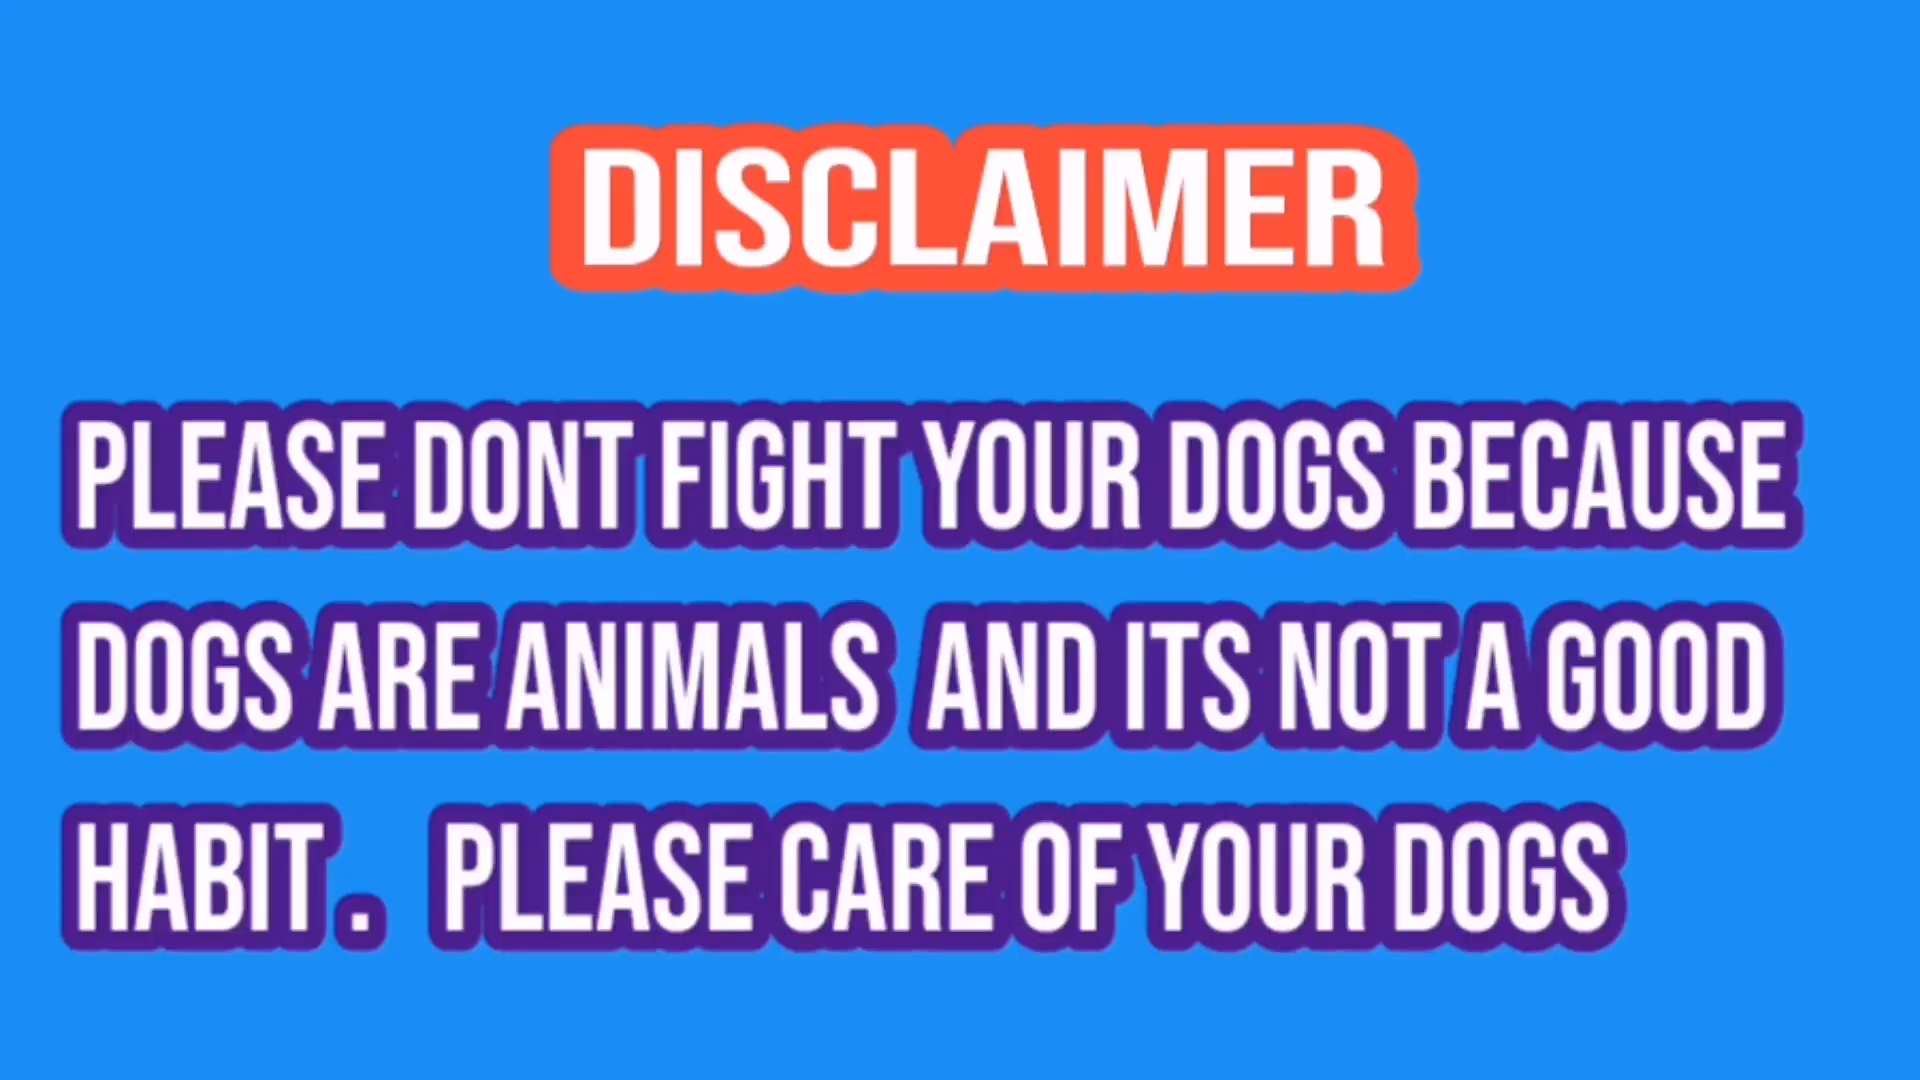 DISCLAIMER
PLEASE DONT FIGHT YOUR DOGS BECAUSE
DOGS ARE ANIMALS AND ITS NOT A GOOD
HABIT. PLEASE CARE OF YOUR DOGS